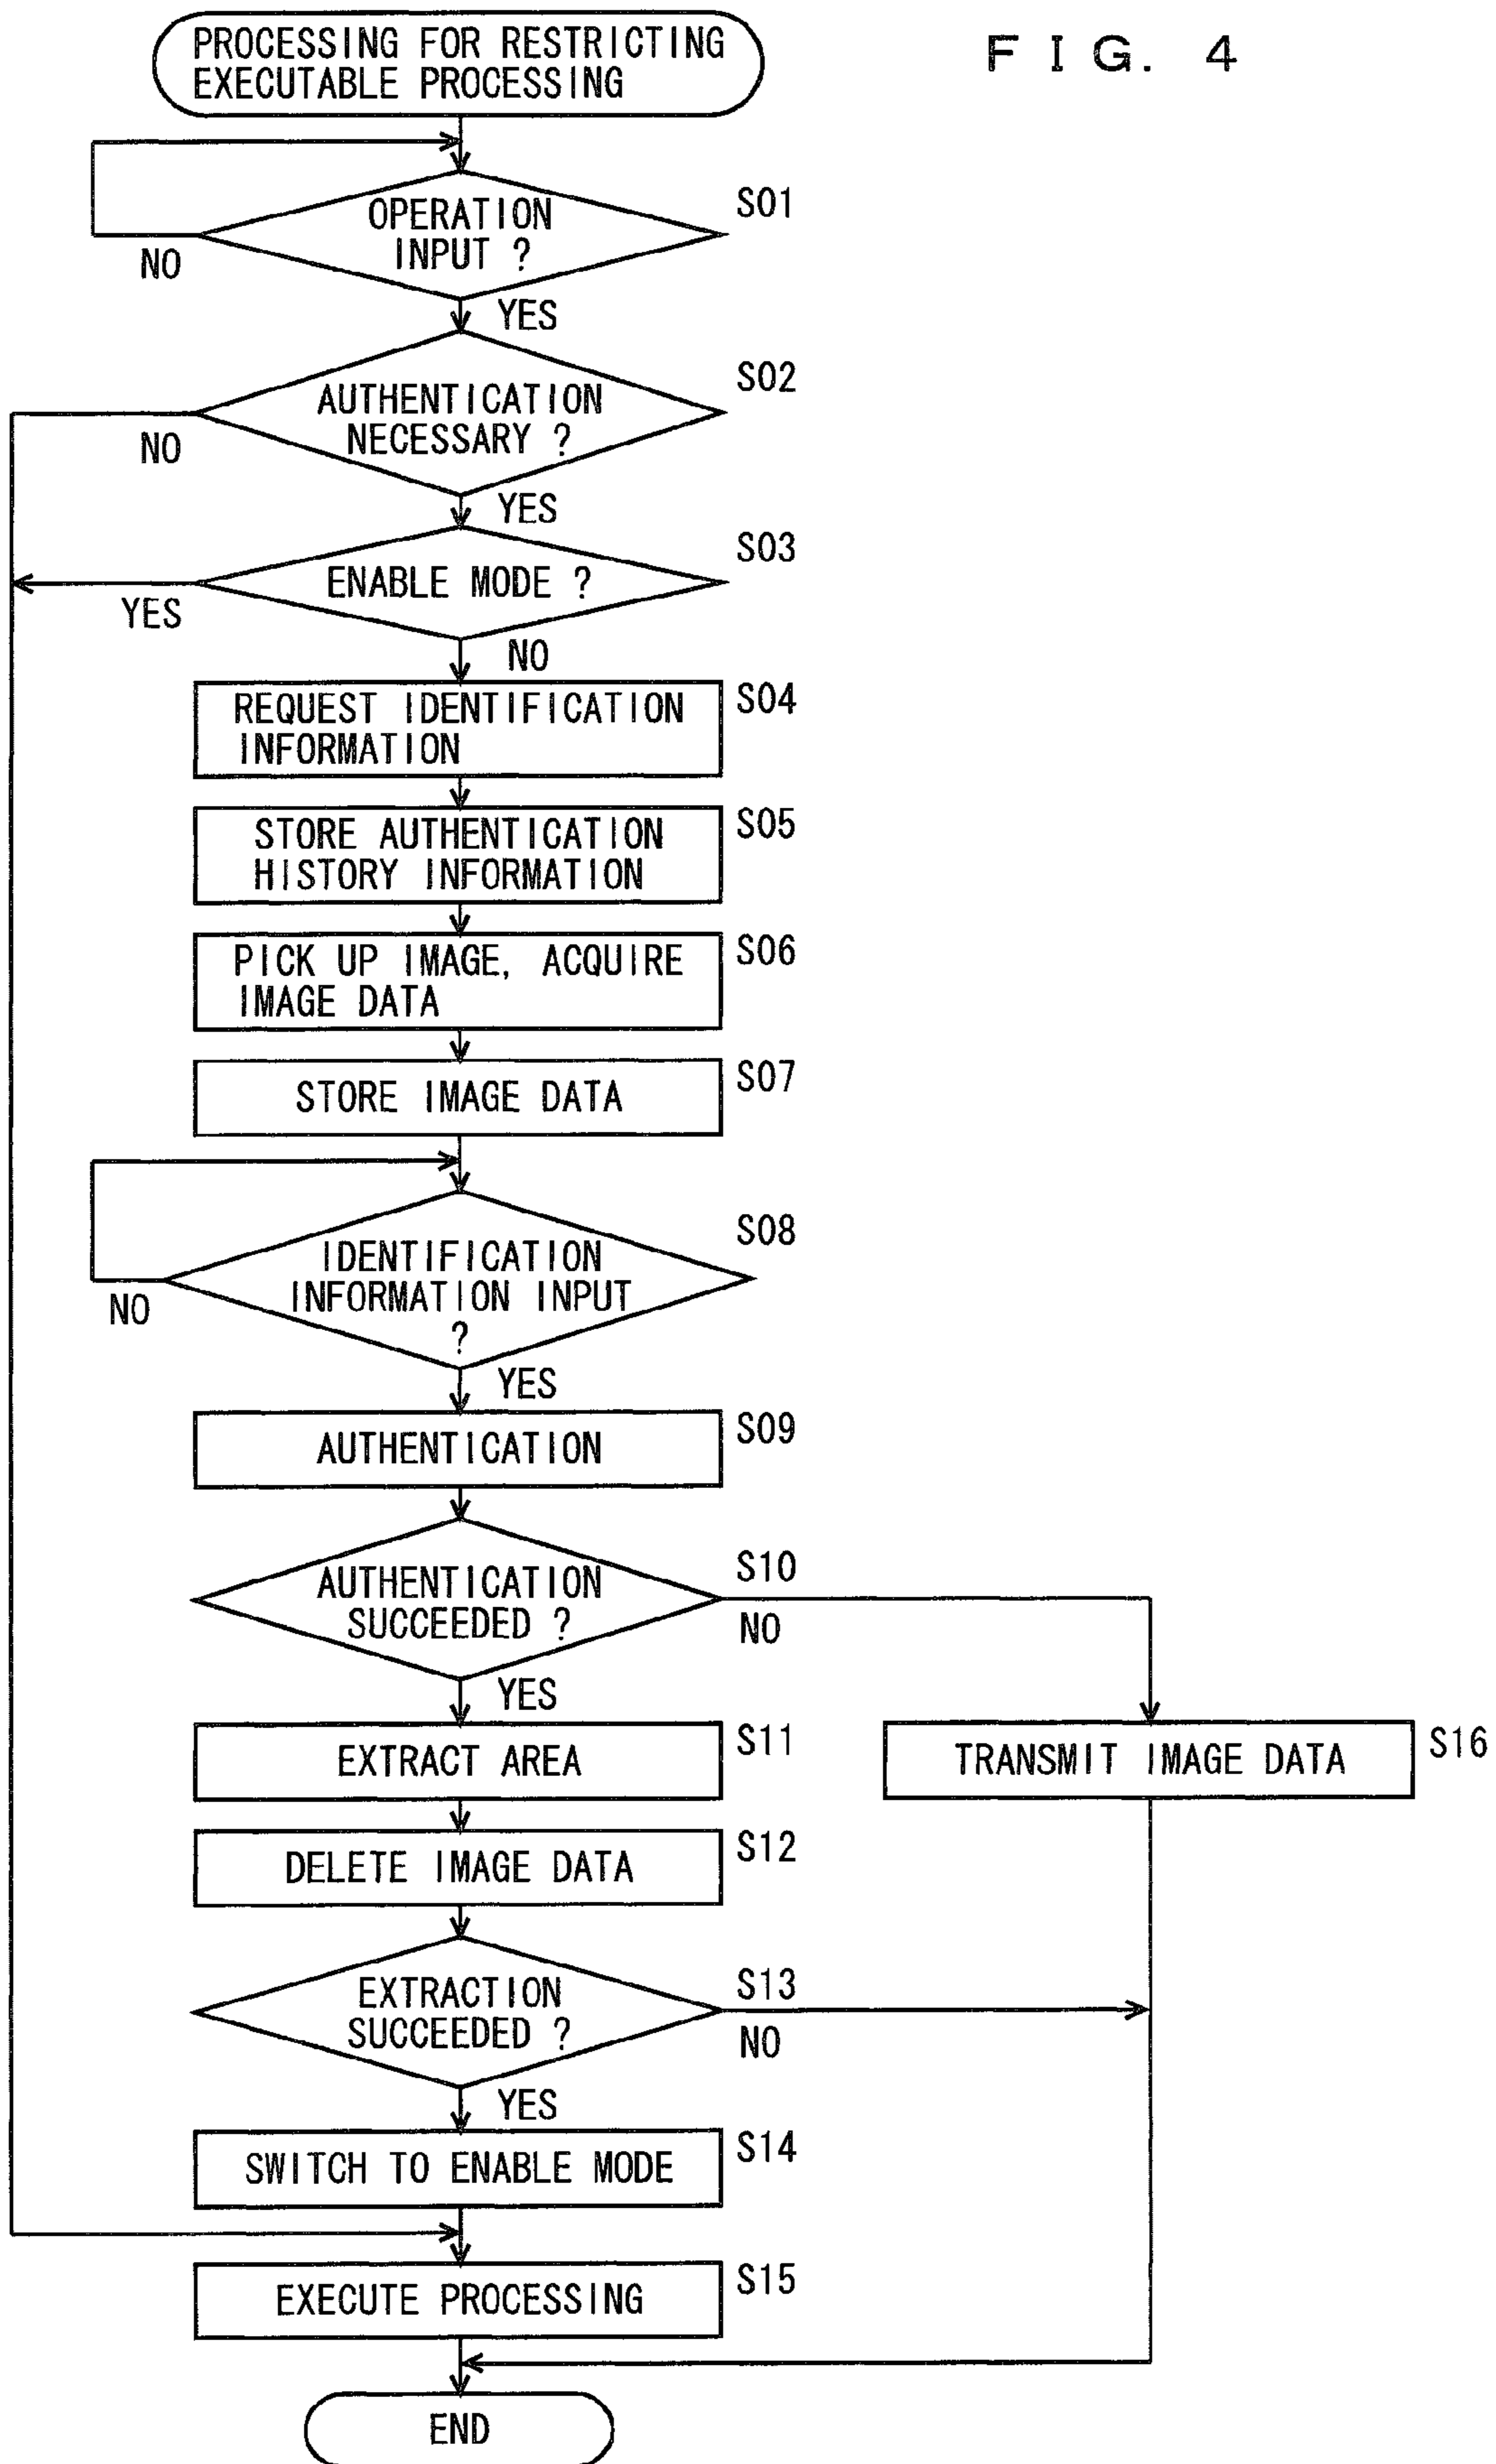 PROCESSING FOR RESTRICTING
EXECUTABLE PROCESSING
FIG. 4
OPERATION
INPUT ?
S01
NO
YES
AUTHENTICATION
NECESSARY ?
S02
NO
YES
ENABLE MODE ?
S03
YES
NO
REQUEST IDENTIFICATION
INFORMATION
S04
STORE AUTHENTICATION
HISTORY INFORMATION
S05
PICK UP IMAGE, ACQUIRE
IMAGE DATA
S06
STORE IMAGE DATA
S07
IDENTIFICATION
INFORMATION INPUT
?
S08
NO
YES
AUTHENTICATION
S09
AUTHENTICATION
SUCCEEDED ?
S10
NO
YES
EXTRACT AREA
S11
TRANSMIT IMAGE DATA
S16
DELETE IMAGE DATA
S12
EXTRACTION
SUCCEEDED ?
S13
NO
YES
SWITCH TO ENABLE MODE
S14
EXECUTE PROCESSING
S15
END